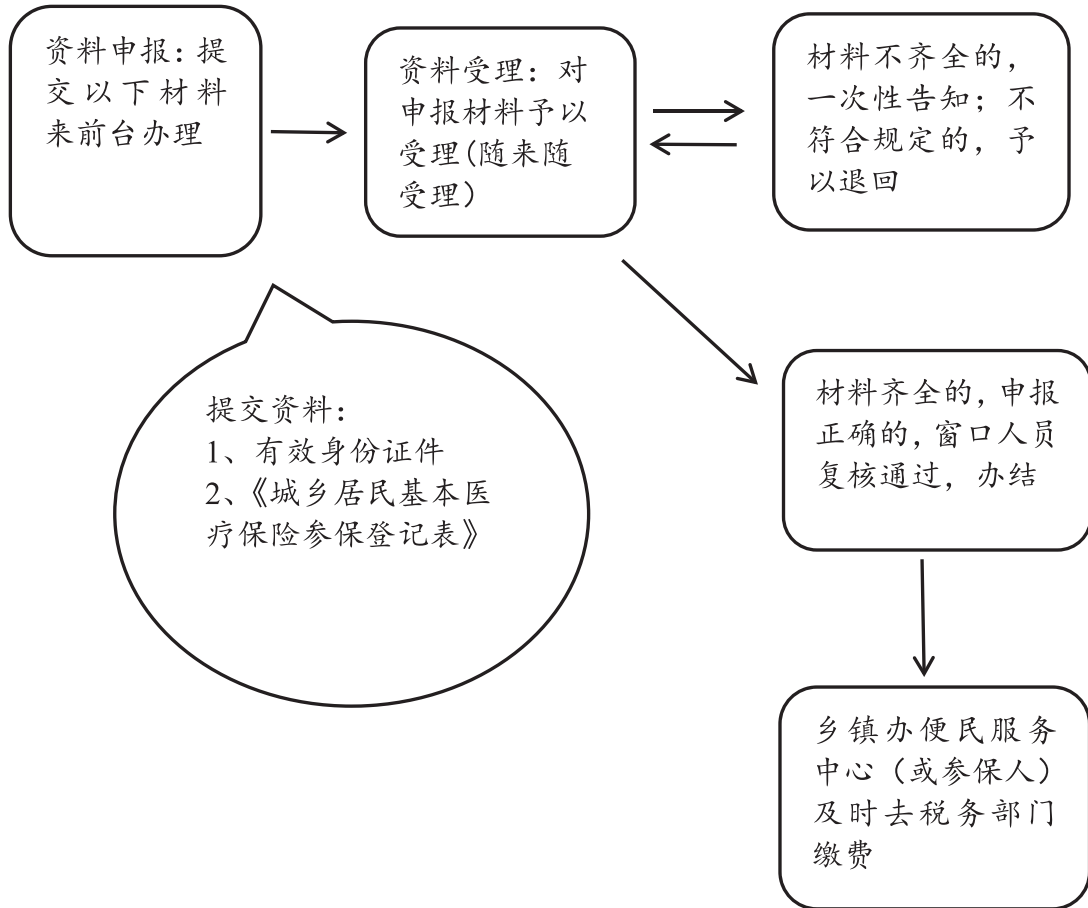 资料申报：提
交以下材料
来前台办理
资料受理：对
申报材料予以
受理(随来随
受理）
材料不齐全的，
一次性告知；不
符合规定的，予
以退回
提交资料：
1、有效身份证件
2、《城乡居民基本医
疗保险参保登记表》
材料齐全的，申报
正确的，窗口人员
复核通过，办结
乡镇办便民服务
中心（或参保人）
及时去税务部门
缴费